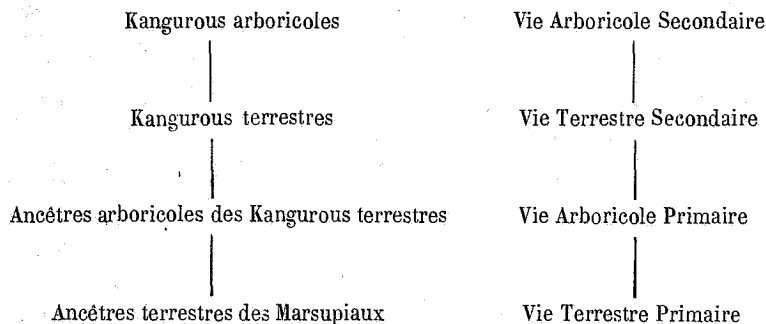 Kangurous arboricoles Vie Arboricole Secondaire
Kangurous terrestres Vie Terrestre Secondaire
Ancêtres arboricoles des Kangurous terrestres Vie Arboricole Primaire
Ancêtres terrestres des Marsupiaux Vie Terrestre Primaire